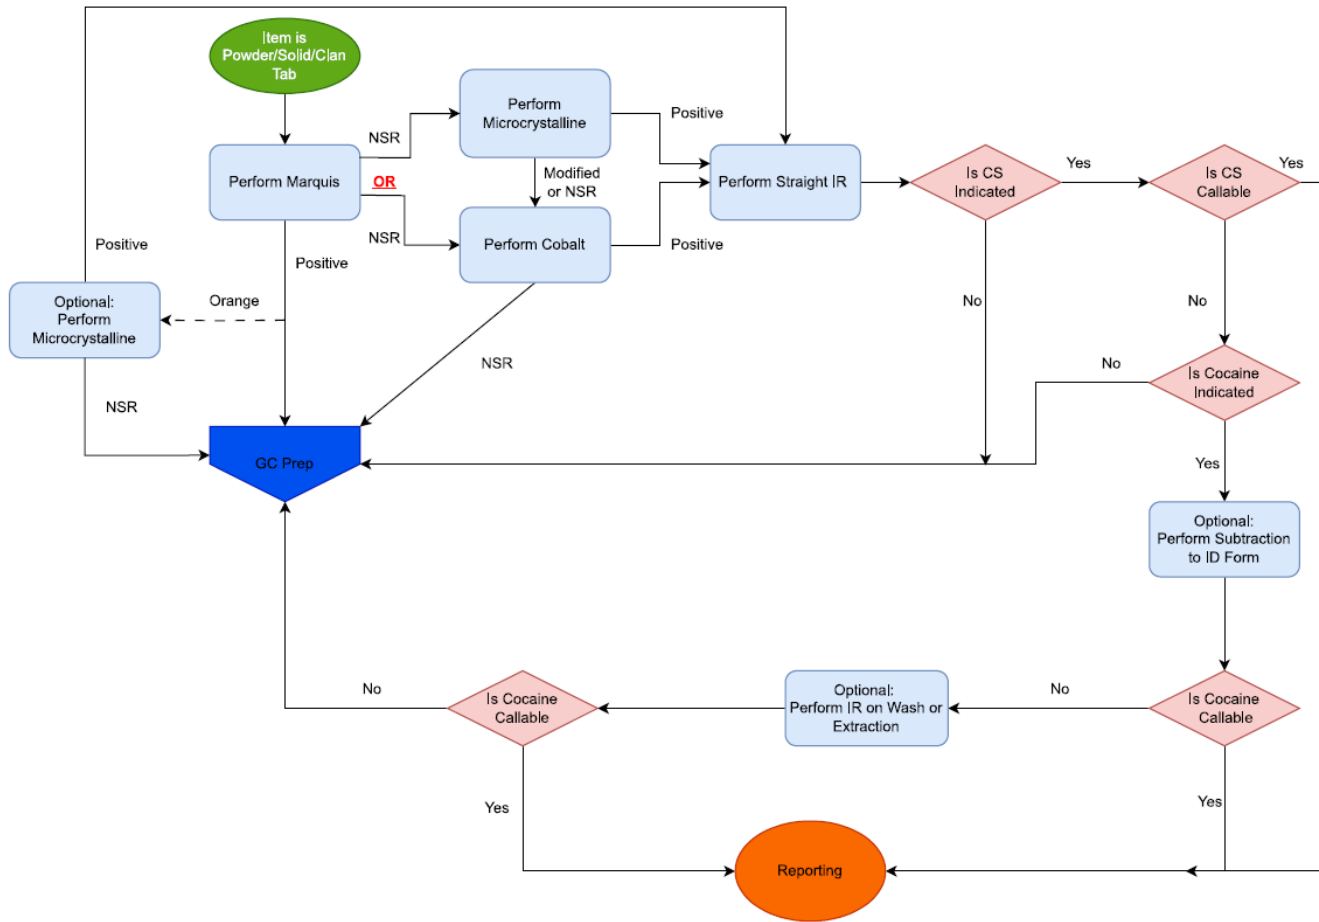 Item is
Powder/Solid/Clan
Tab
Perform
Microcrystalline
Positive
NSR
Perform Marquis
OR
Modified
or NSR
Perform Straight IR
Is CS
Indicated
Yes
Is CS
Callable
Yes
NSR
Perform Cobalt
Positive
Positive
Positive
Optional:
Perform
Microcrystalline
Orange
No
No
NSR
NSR
No
Is Cocaine
Indicated
GC Prep
Yes
Optional:
Perform Subtraction
to ID Form
No
Is Cocaine
Callable
Optional:
Perform IR on Wash or
Extraction
No
Is Cocaine
Callable
Yes
Yes
Reporting